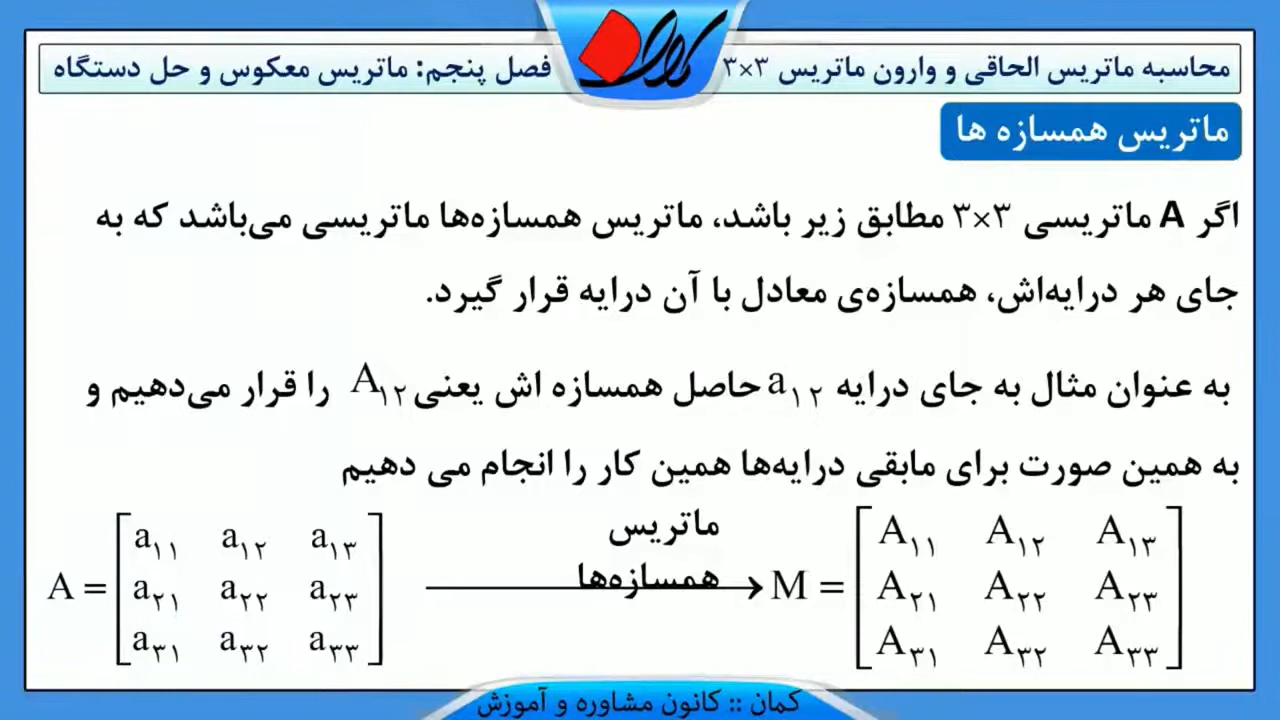 محاسبه ماتریس الحاقی و وارون ماتریس ۳×۳
فصل پنجم: ماتریس معکوس و حل دستگاه
کمان
ماتریس همسازه ها
اگر A ماتریسی ۳×۳ مطابق زیر باشد، ماتریس همسازه‌ها ماتریسی می‌باشد که به
جای هر درایه‌اش، همسازه‌ی معادل با آن درایه قرار گیرد.
به عنوان مثال به جای درایه a۱۲ حاصل همسازه اش یعنی A۱۲ را قرار می‌دهیم و
به همین صورت برای مابقی درایه‌ها همین کار را انجام می دهیم
A = [ a۱۱ a۱۲ a۱۳
a۲۱ a۲۲ a۲۳
a۳۱ a۳۲ a۳۳ ]
ماتریس
همسازه‌ها
→ M = [ A۱۱ A۱۲ A۱۳
A۲۱ A۲۲ A۲۳
A۳۱ A۳۲ A۳۳ ]
کمان :: کانون مشاوره و آموزش